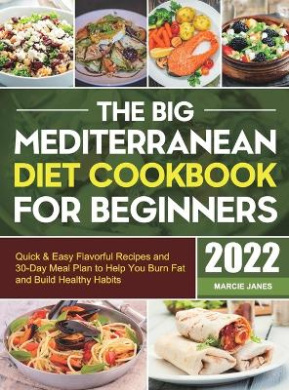 THE BIG
MEDITERRANEAN
DIET COOKBOOK
FOR BEGINNERS
Quick & Easy Flavorful Recipes and
30-Day Meal Plan to Help You Burn Fat
and Build Healthy Habits
2022
MARCIE JANES